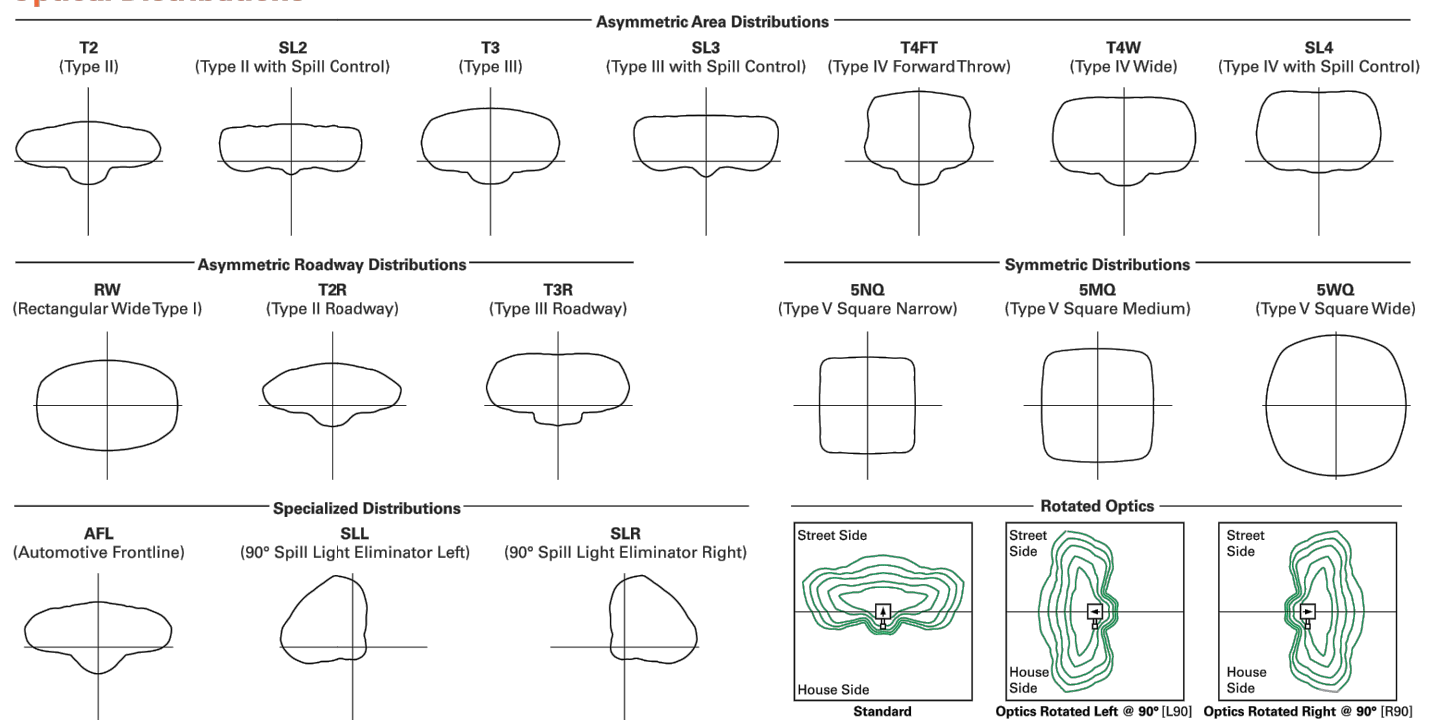 Optical Distributions
Asymmetric Area Distributions
T2
(Type II)
SL2
(Type II with Spill Control)
T3
(Type III)
SL3
(Type III with Spill Control)
T4FT
(Type IV Forward Throw)
T4W
(Type IV Wide)
SL4
(Type IV with Spill Control)
Asymmetric Roadway Distributions
RW
(Rectangular Wide Type I)
T2R
(Type II Roadway)
T3R
(Type III Roadway)
Symmetric Distributions
5NQ
(Type V Square Narrow)
5MQ
(Type V Square Medium)
5WQ
(Type V Square Wide)
Specialized Distributions
AFL
(Automotive Frontline)
SLL
(90° Spill Light Eliminator Left)
SLR
(90° Spill Light Eliminator Right)
Rotated Optics
Street Side
House Side
Standard
Street
Side
House
Side
Optics Rotated Left @ 90° [L90]
Street
Side
House
Side
Optics Rotated Right @ 90° [R90]